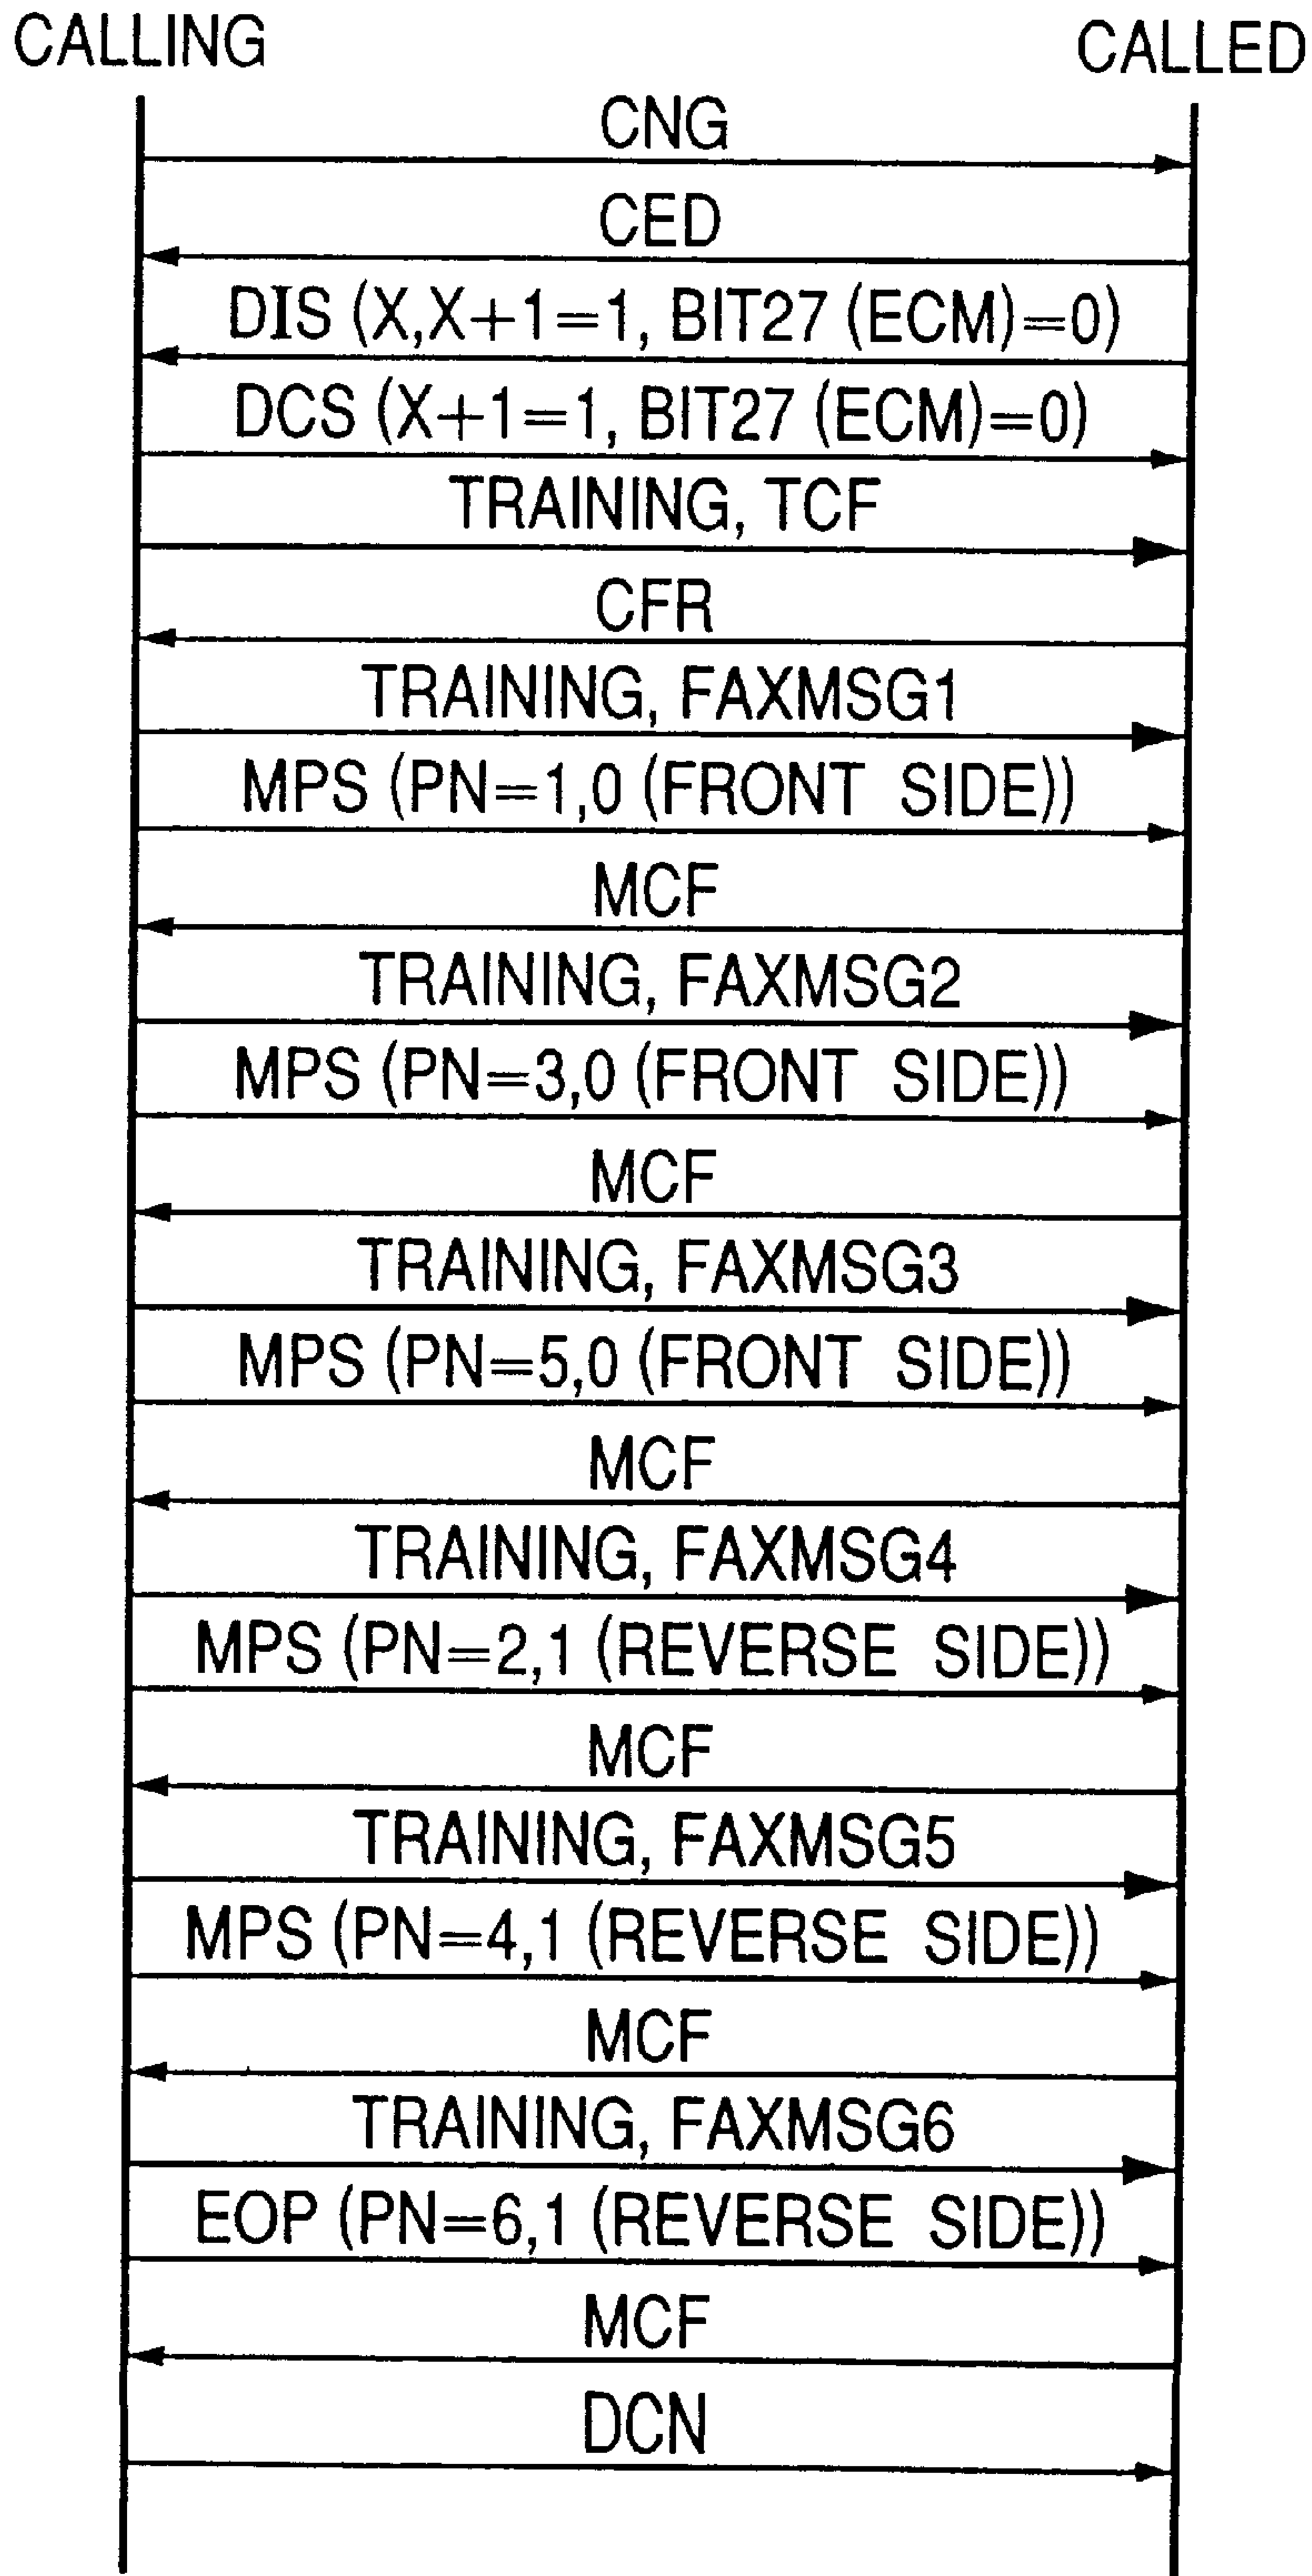 CALLING CALLED
CNG
CED
DIS (X,X+1=1, BIT27 (ECM)=0)
DCS (X+1=1, BIT27 (ECM)=0)
TRAINING, TCF
CFR
TRAINING, FAXMSG1
MPS (PN=1,0 (FRONT SIDE))
MCF
TRAINING, FAXMSG2
MPS (PN=3,0 (FRONT SIDE))
MCF
TRAINING, FAXMSG3
MPS (PN=5,0 (FRONT SIDE))
MCF
TRAINING, FAXMSG4
MPS (PN=2,1 (REVERSE SIDE))
MCF
TRAINING, FAXMSG5
MPS (PN=4,1 (REVERSE SIDE))
MCF
TRAINING, FAXMSG6
EOP (PN=6,1 (REVERSE SIDE))
MCF
DCN